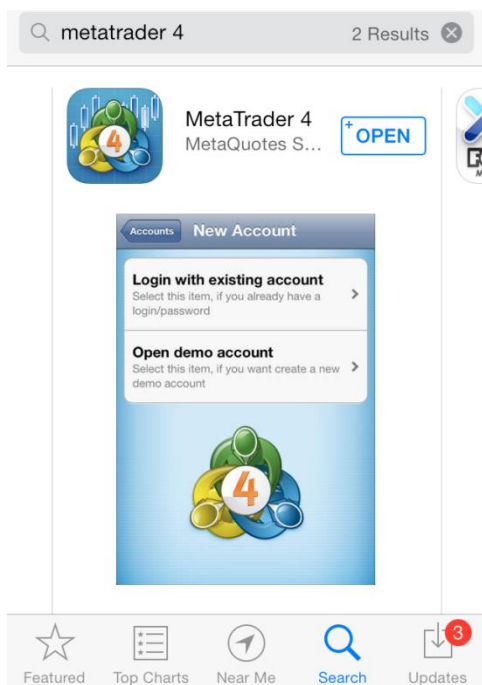 metatrader 4 2 Results
MetaTrader 4
MetaQuotes S...
+OPEN
4
Accounts New Account
Login with existing account
Select this item, if you already have a
login/password
Open demo account
Select this item, if you want create a new
demo account
4
3
Featured Top Charts Near Me Search Updates